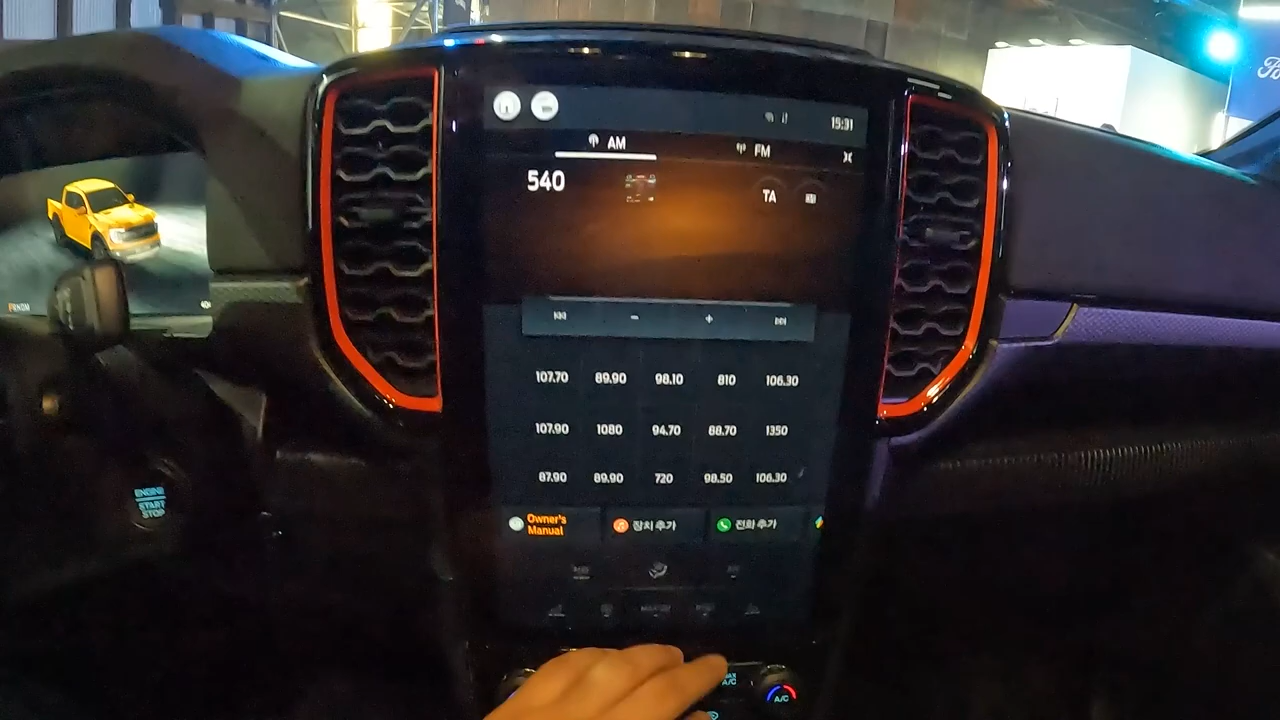 15:31
AM
FM
540
TA
107.70 89.90 98.10 810 106.30
107.90 1080 94.70 88.70 1350
87.90 89.90 720 98.50 106.30
Owner's
Manual
장치 추가
전화 추가
ENGINE
START
STOP
MAX
A/C
A/C